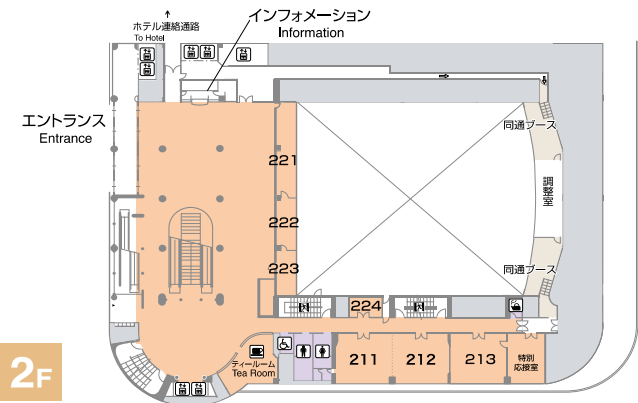 ホテル連絡通路
To Hotel
インフォメーション
Information
エントランス
Entrance
221
222
223
224
同通ブース
調整室
同通ブース
ティールーム
Tea Room
211
212
213
特別
応接室
2F